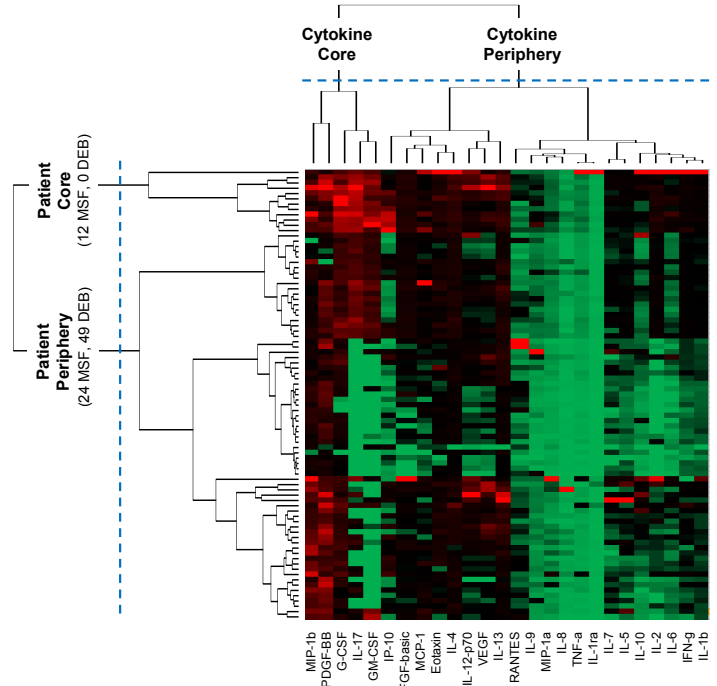 Cytokine
Core
Cytokine
Periphery
Patient
Core
(12 MSF, 0 DEB)
Patient
Periphery
(24 MSF, 49 DEB)
MIP-1b
PDGF-BB
G-CSF
IL-17
GM-CSF
IP-10
FGF-basic
MCP-1
Eotaxin
IL-4
IL-12-p70
VEGF
IL-13
RANTES
IL-9
MIP-1a
IL-8
TNF-a
IL-1ra
IL-7
IL-5
IL-10
IL-2
IL-6
IFN-g
IL-1b